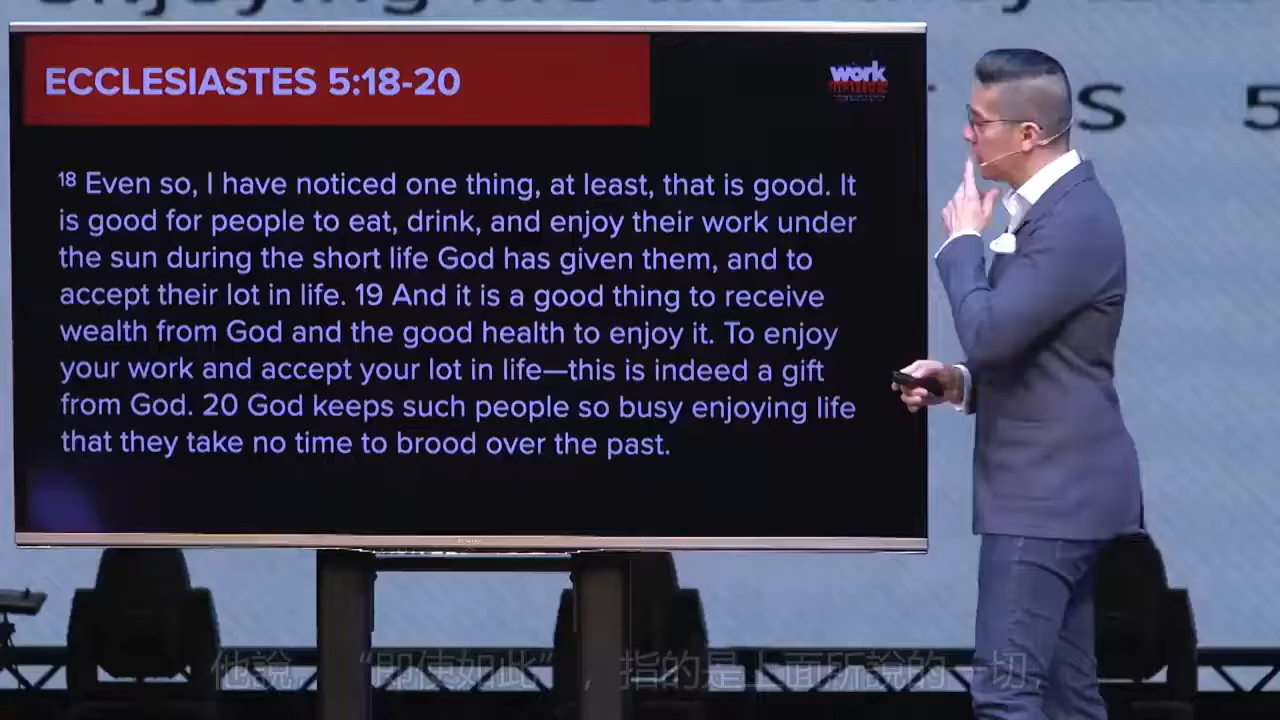 ECCLESIASTES 5:18-20
work
18 Even so, I have noticed one thing, at least, that is good. It
is good for people to eat, drink, and enjoy their work under
the sun during the short life God has given them, and to
accept their lot in life. 19 And it is a good thing to receive
wealth from God and the good health to enjoy it. To enjoy
your work and accept your lot in life—this is indeed a gift
from God. 20 God keeps such people so busy enjoying life
that they take no time to brood over the past.
S 5
他說,“即使如此”,指的是上面所說的一切,